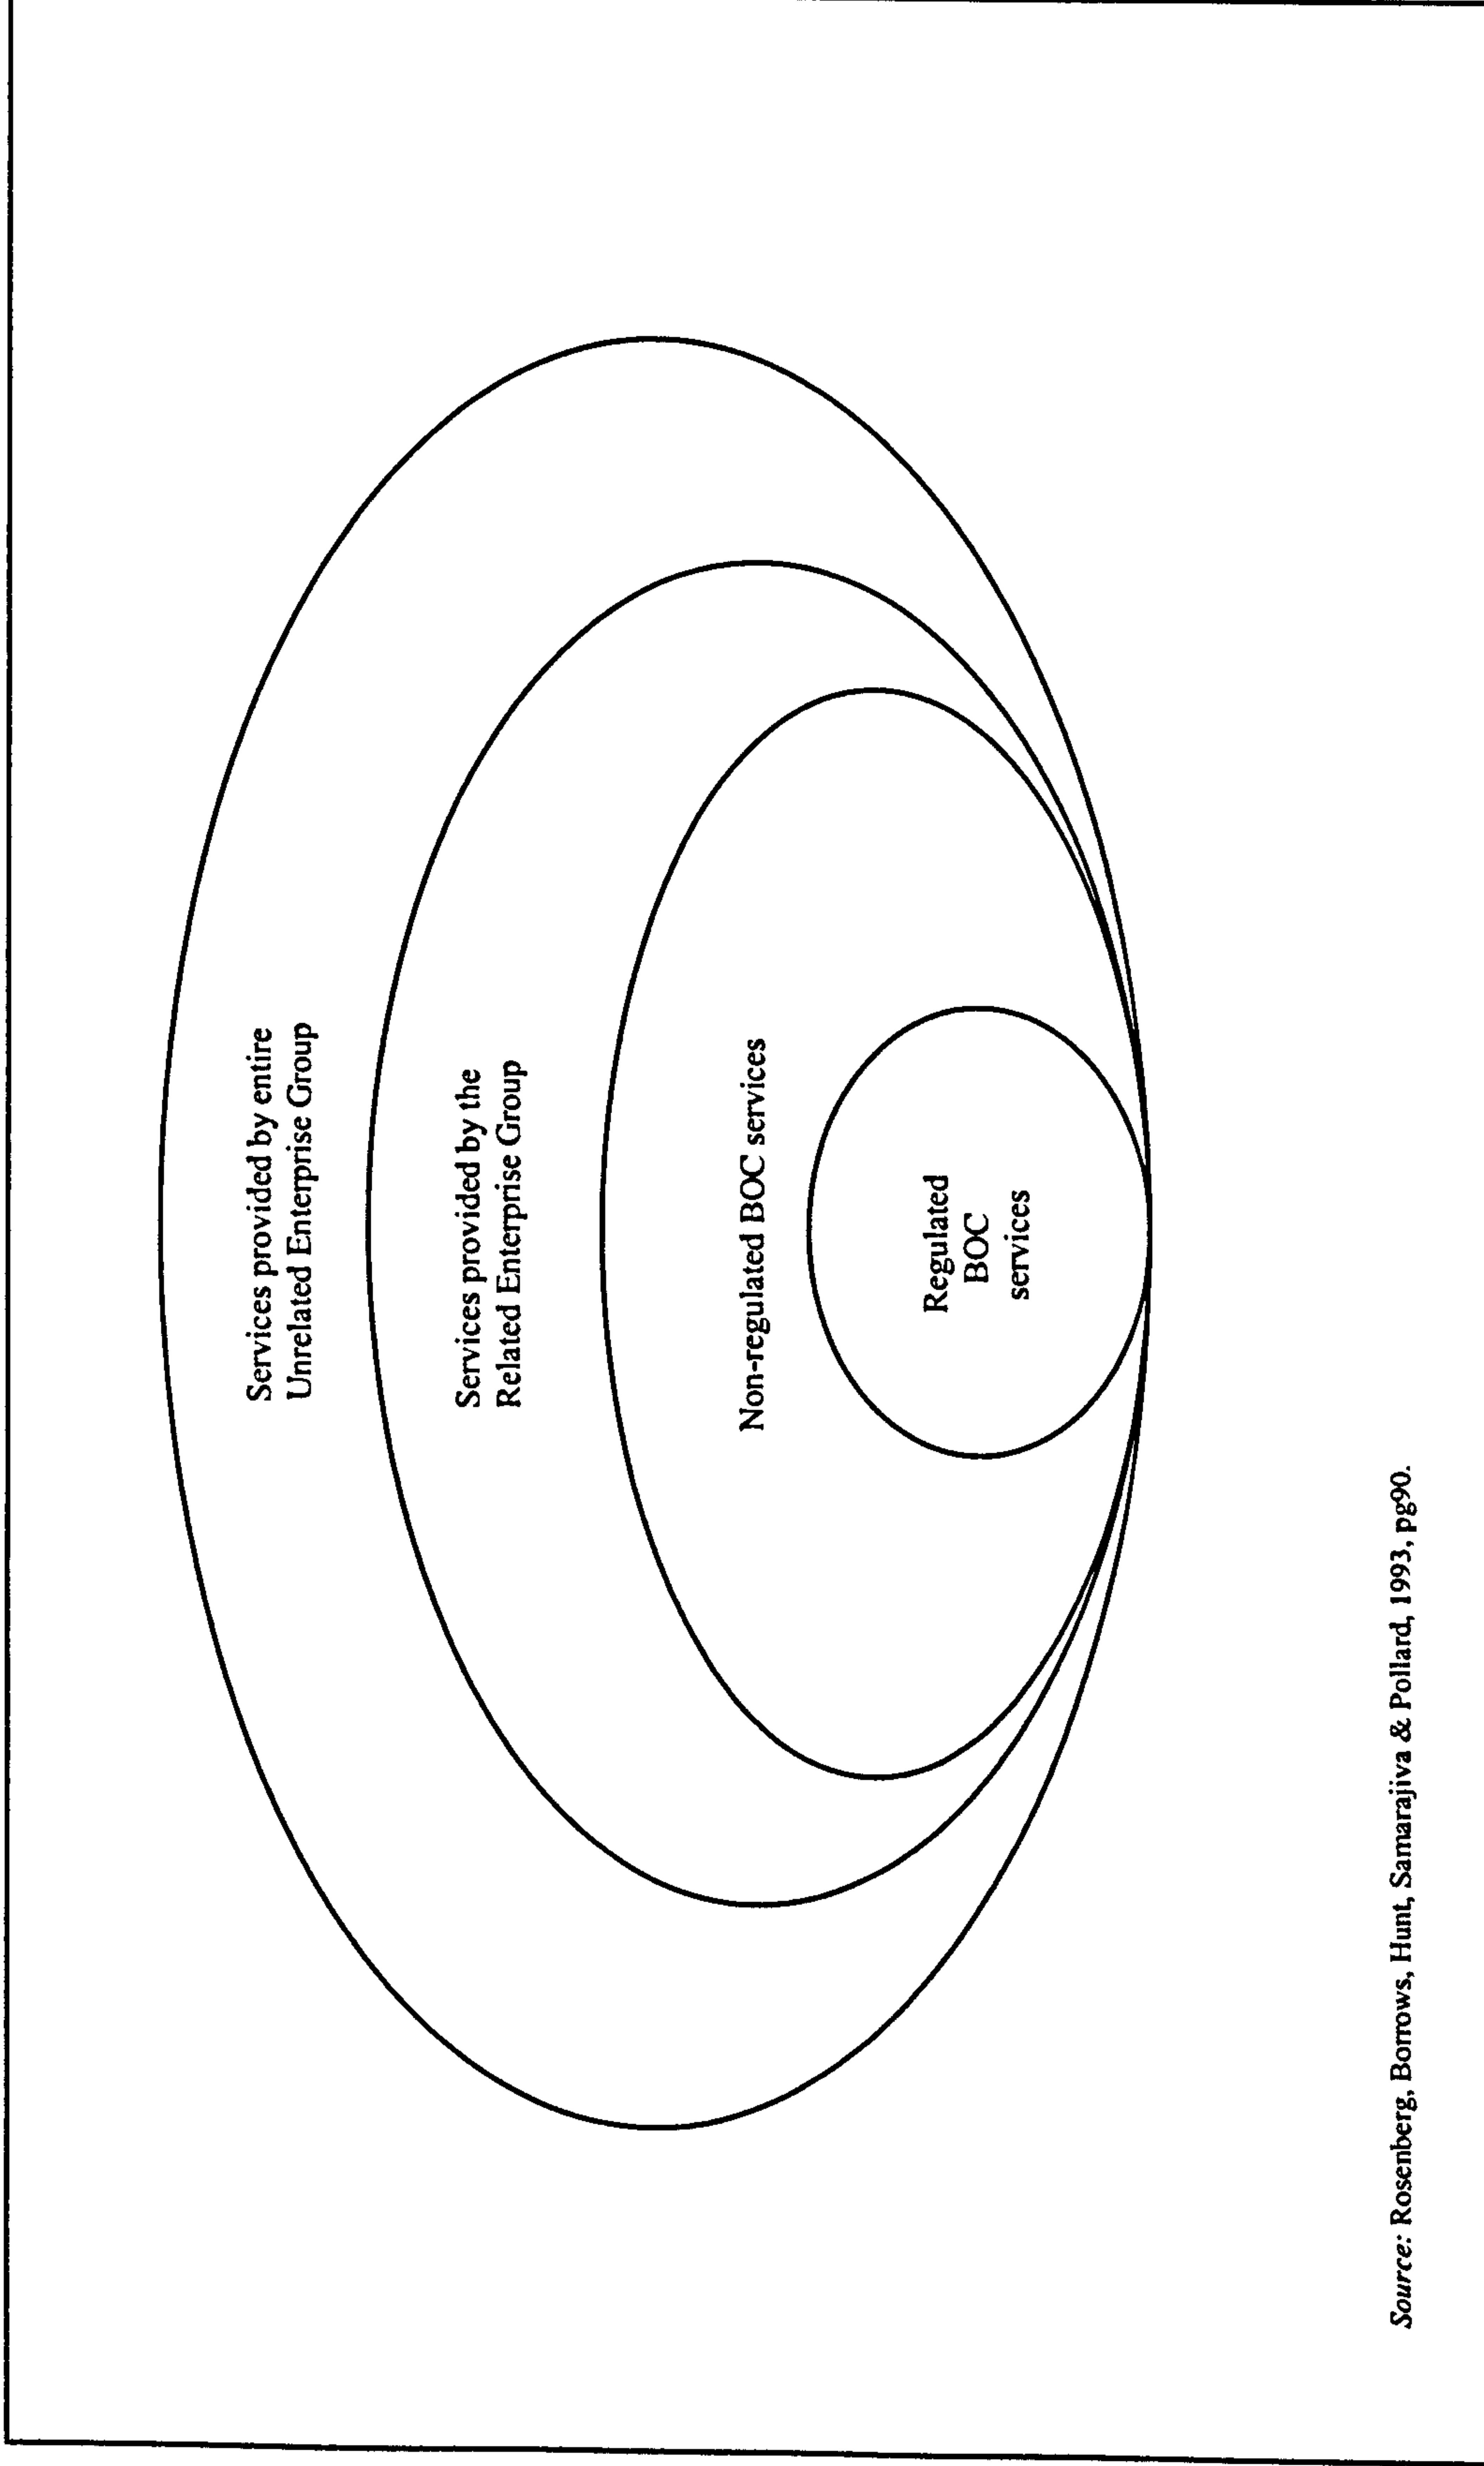 Services provided by entire
Unrelated Enterprise Group
Services provided by the
Related Enterprise Group
Non-regulated BOC services
Regulated
BOC
services
Source: Rosenberg, Borrows, Hunt, Samarajiva & Pollard, 1993, pg90.